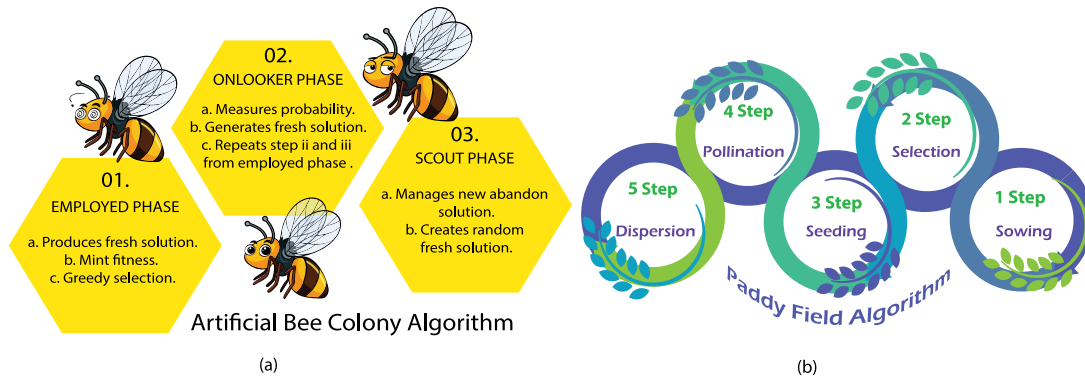 01.
EMPLOYED PHASE
a. Produces fresh solution.
b. Mint fitness.
c. Greedy selection.
02.
ONLOOKER PHASE
a. Measures probability.
b. Generates fresh solution.
c. Repeats step ii and iii
from employed phase .
03.
SCOUT PHASE
a. Manages new abandon
solution.
b. Creates random
fresh solution.
Artificial Bee Colony Algorithm
(a)
5 Step
Dispersion
4 Step
Pollination
3 Step
Seeding
2 Step
Selection
1 Step
Sowing
Paddy Field Algorithm
(b)